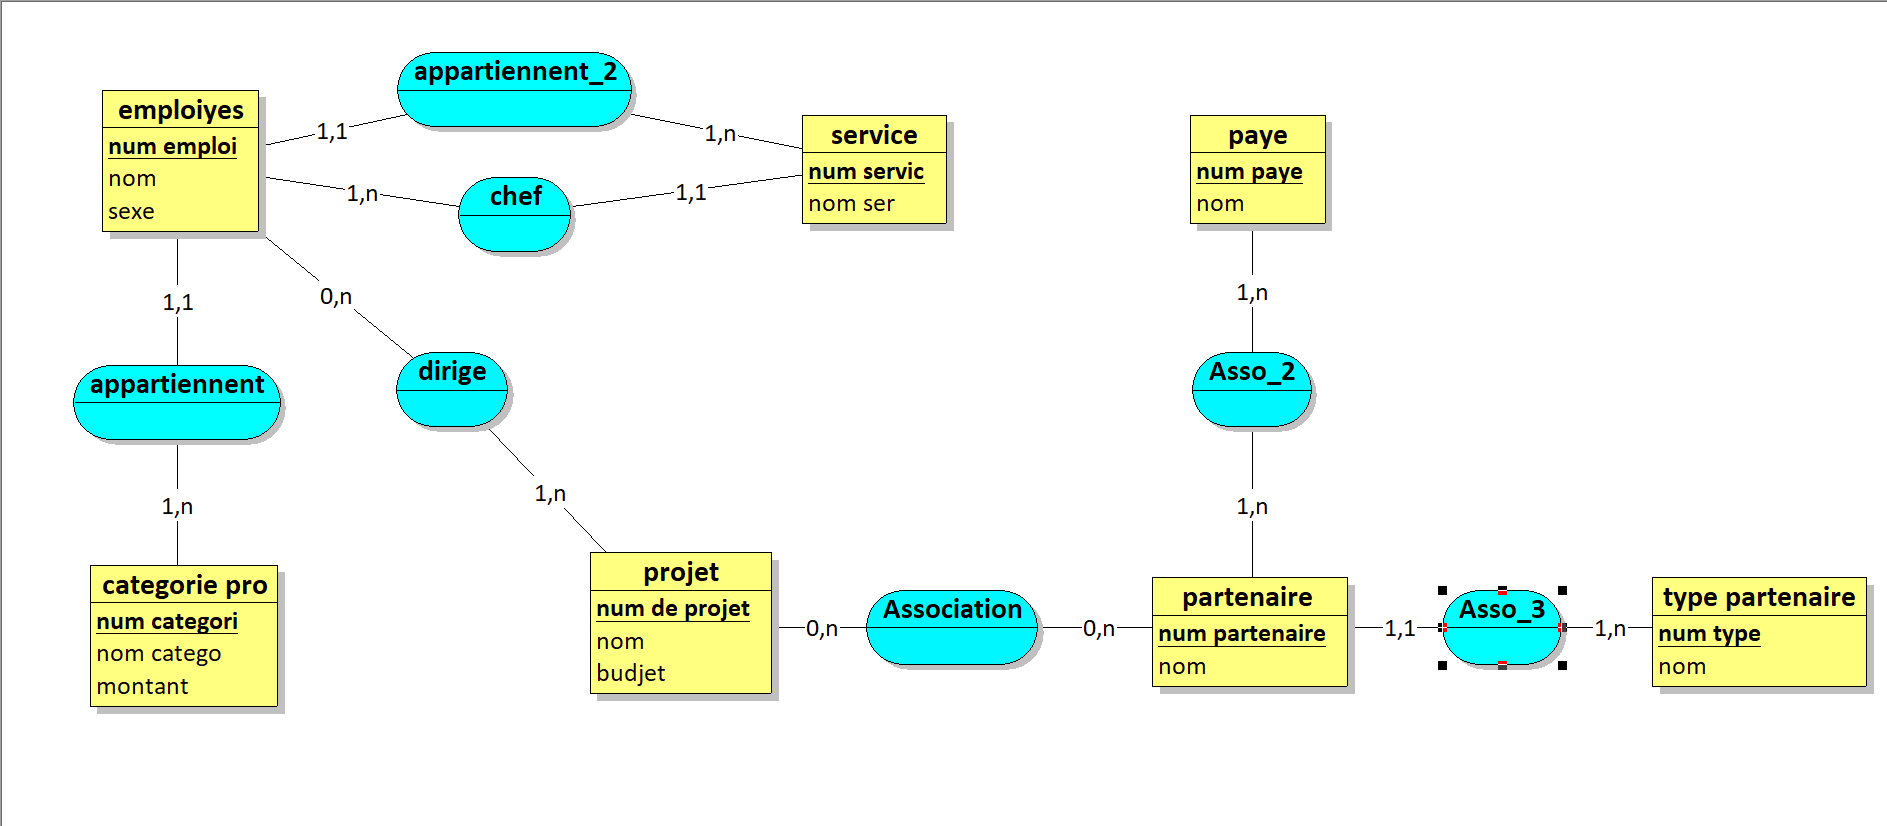 appartiennent_2
emploiyes
num emploi
nom
sexe
1,1
1,n
service
num servic
nom ser
paye
num paye
nom
1,n
chef
1,1
1,1
0,n
1,n
appartiennent
dirige
Asso_2
1,n
1,n
1,n
categorie pro
num categori
nom catego
montant
projet
num de projet
nom
budjet
0,n
Association
0,n
partenaire
num partenaire
nom
1,1
Asso_3
1,n
type partenaire
num type
nom